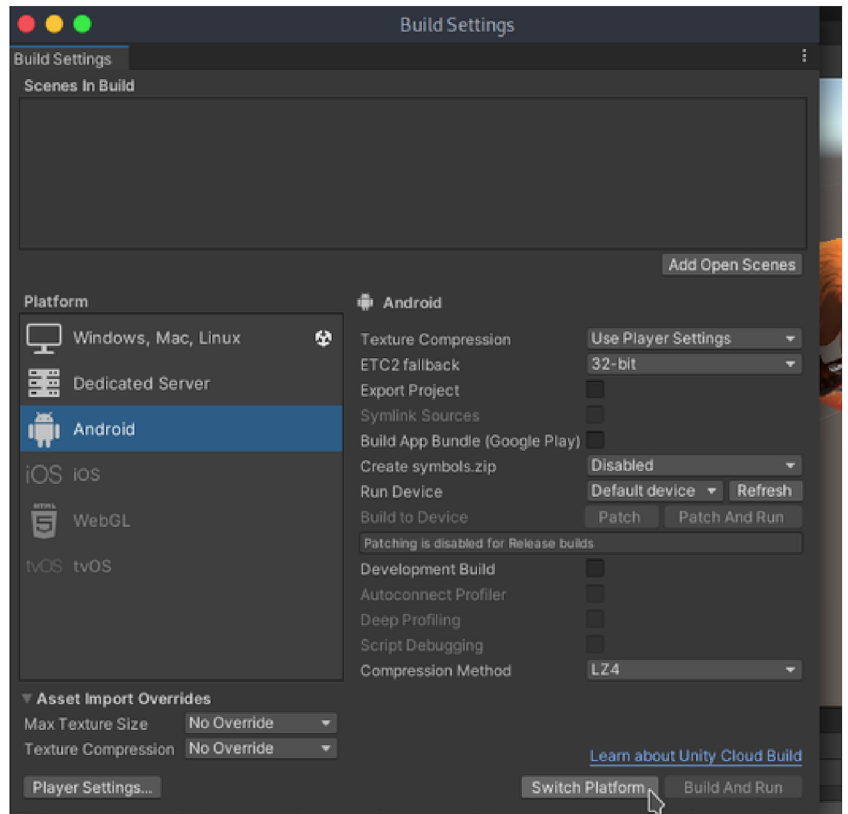 Build Settings
Build Settings
Scenes In Build
Add Open Scenes
Platform
Windows, Mac, Linux
Dedicated Server
Android
iOS iOS
HTML 5 WebGL
tvOS tvOS
Android
Texture Compression Use Player Settings
ETC2 fallback 32-bit
Export Project
Symlink Sources
Build App Bundle (Google Play)
Create symbols.zip Disabled
Run Device Default device Refresh
Build to Device Patch Patch And Run
Patching is disabled for Release builds
Development Build
Autoconnect Profiler
Deep Profiling
Script Debugging
Compression Method LZ4
Asset Import Overrides
Max Texture Size No Override
Texture Compression No Override
Learn about Unity Cloud Build
Player Settings... Switch Platform Build And Run